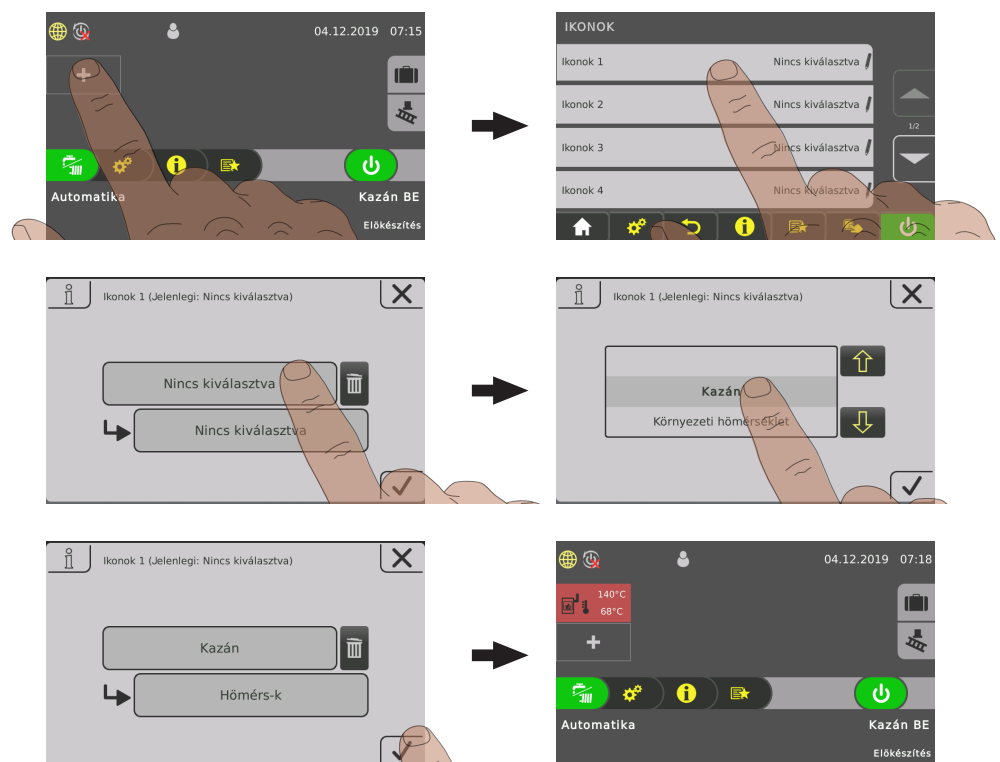 04.12.2019 07:15
+
Automatika
Kazán BE
Előkészítés
IKONOK
Ikonok 1 Nincs kiválasztva
Ikonok 2 Nincs kiválasztva
1/2
Ikonok 3 Nincs kiválasztva
Ikonok 4 Nincs kiválasztva
Ikonok 1 (Jelenlegi: Nincs kiválasztva)
Nincs kiválasztva
Nincs kiválasztva
Ikonok 1 (Jelenlegi: Nincs kiválasztva)
Kazán
Környezeti hömérséklet
Ikonok 1 (Jelenlegi: Nincs kiválasztva)
Kazán
Hömérs-k
04.12.2019 07:18
140°C
68°C
+
Automatika
Kazán BE
Előkészítés